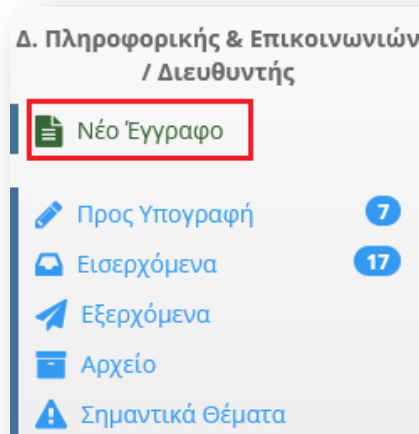 Δ. Πληροφορικής & Επικοινωνιών
/ Διευθυντής
Νέο Έγγραφο
Προς Υπογραφή 7
Εισερχόμενα 17
Εξερχόμενα
Αρχείο
Σημαντικά Θέματα